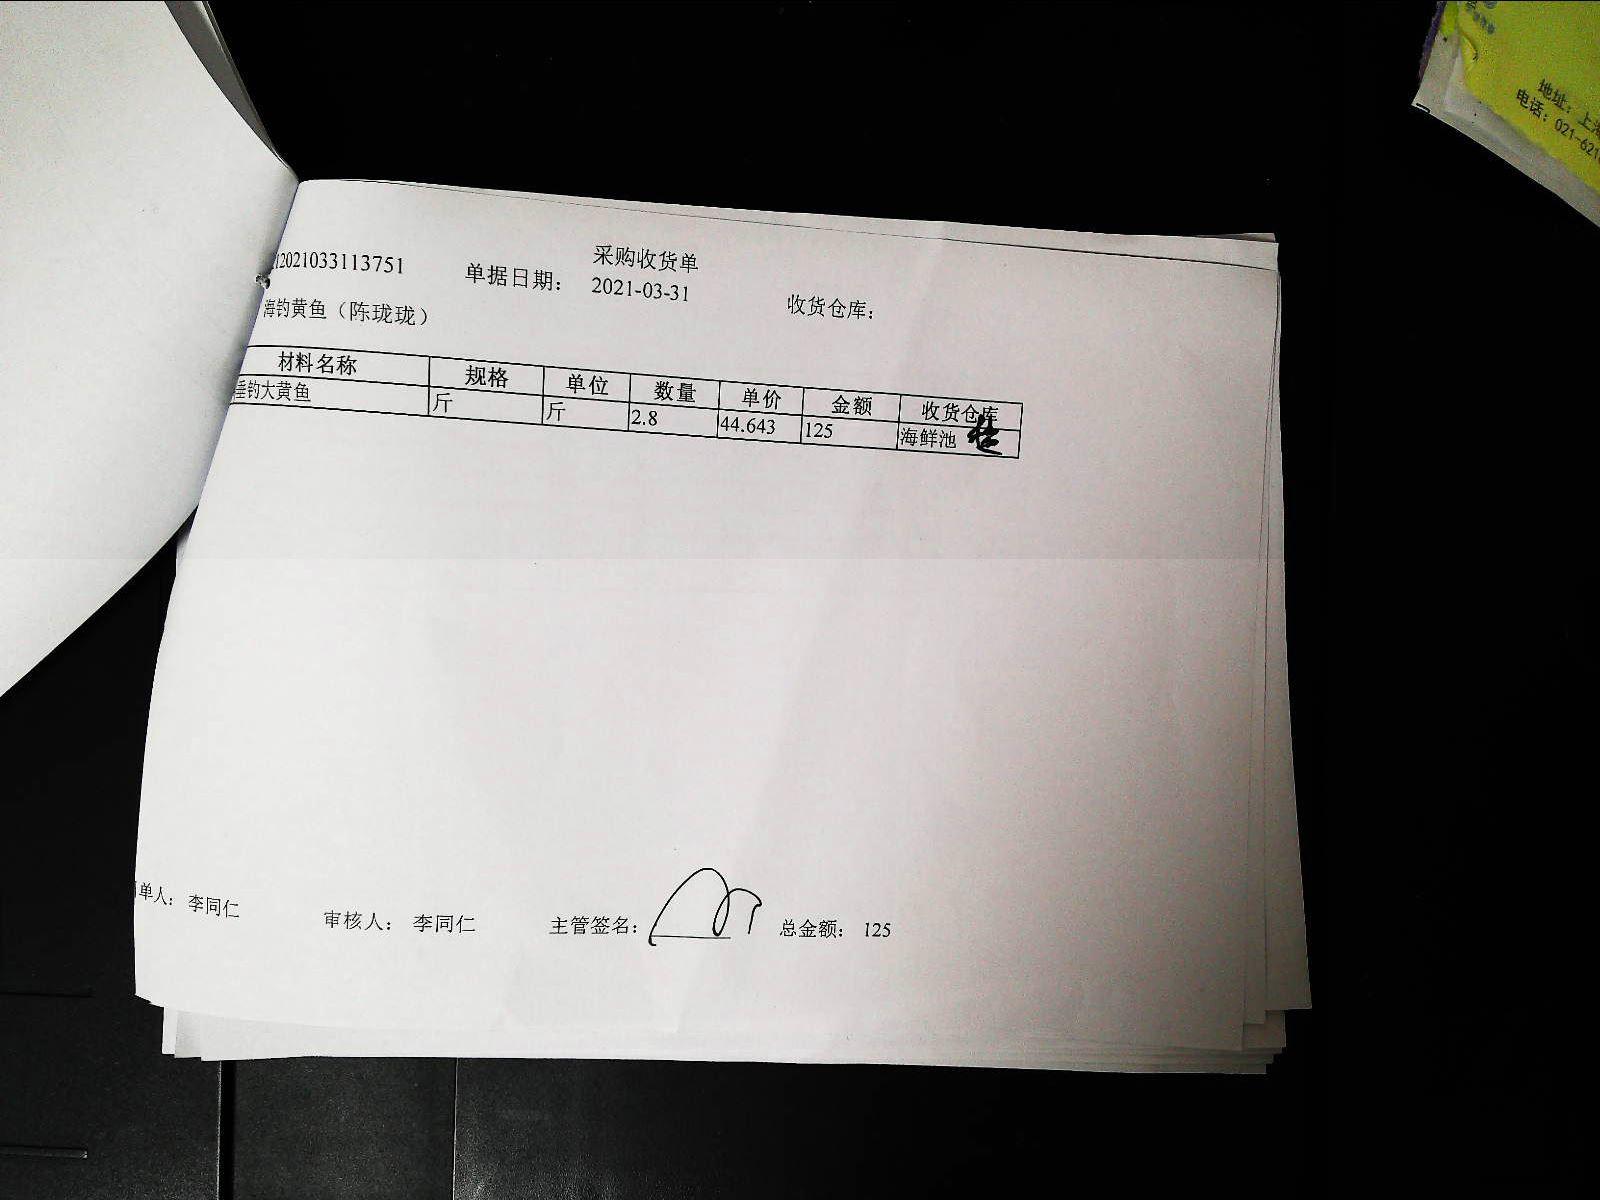 地址：上海
电话：021-621
采购收货单
12021033113751 单据日期： 2021-03-31 收货仓库：
海钓黄鱼（陈珑珑）
材料名称 规格 单位 数量 单价 金额 收货仓库
垂钓大黄鱼 斤 斤 2.8 44.643 125 海鲜池
单人： 李同仁 审核人： 李同仁 主管签名： 总金额： 125